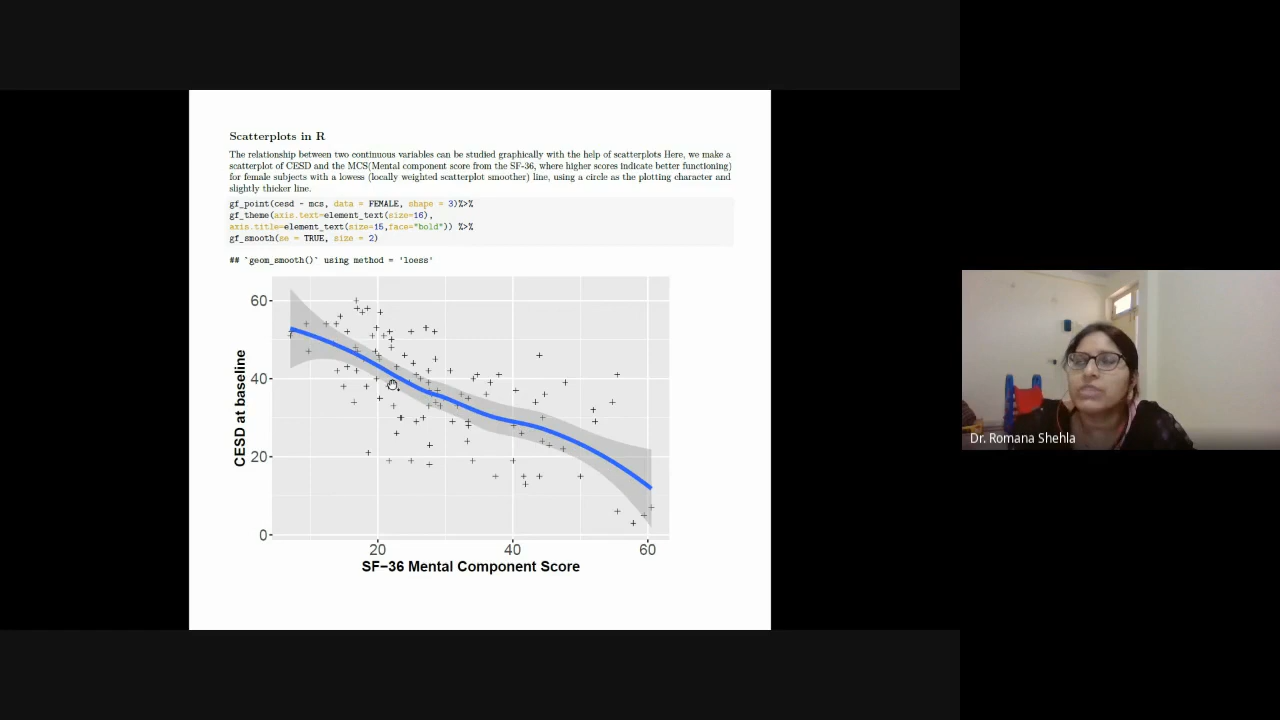 Scatterplots in R
The relationship between two continuous variables can be studied graphically with the help of scatterplots Here, we make a
scatterplot of CESD and the MCS(Mental component score from the SF-36, where higher scores indicate better functioning)
for female subjects with a lowess (locally weighted scatterplot smoother) line, using a circle as the plotting character and
slightly thicker line.
gf_point(cesd ~ mcs, data = FEMALE, shape = 3)%>%
gf_theme(axis.text=element_text(size=16),
axis.title=element_text(size=15,face="bold")) %>%
gf_smooth(se = TRUE, size = 2)
## `geom_smooth()` using method = 'loess'
60
40
20
0
CESD at baseline
20 40 60
SF−36 Mental Component Score
Dr. Romana Shehla